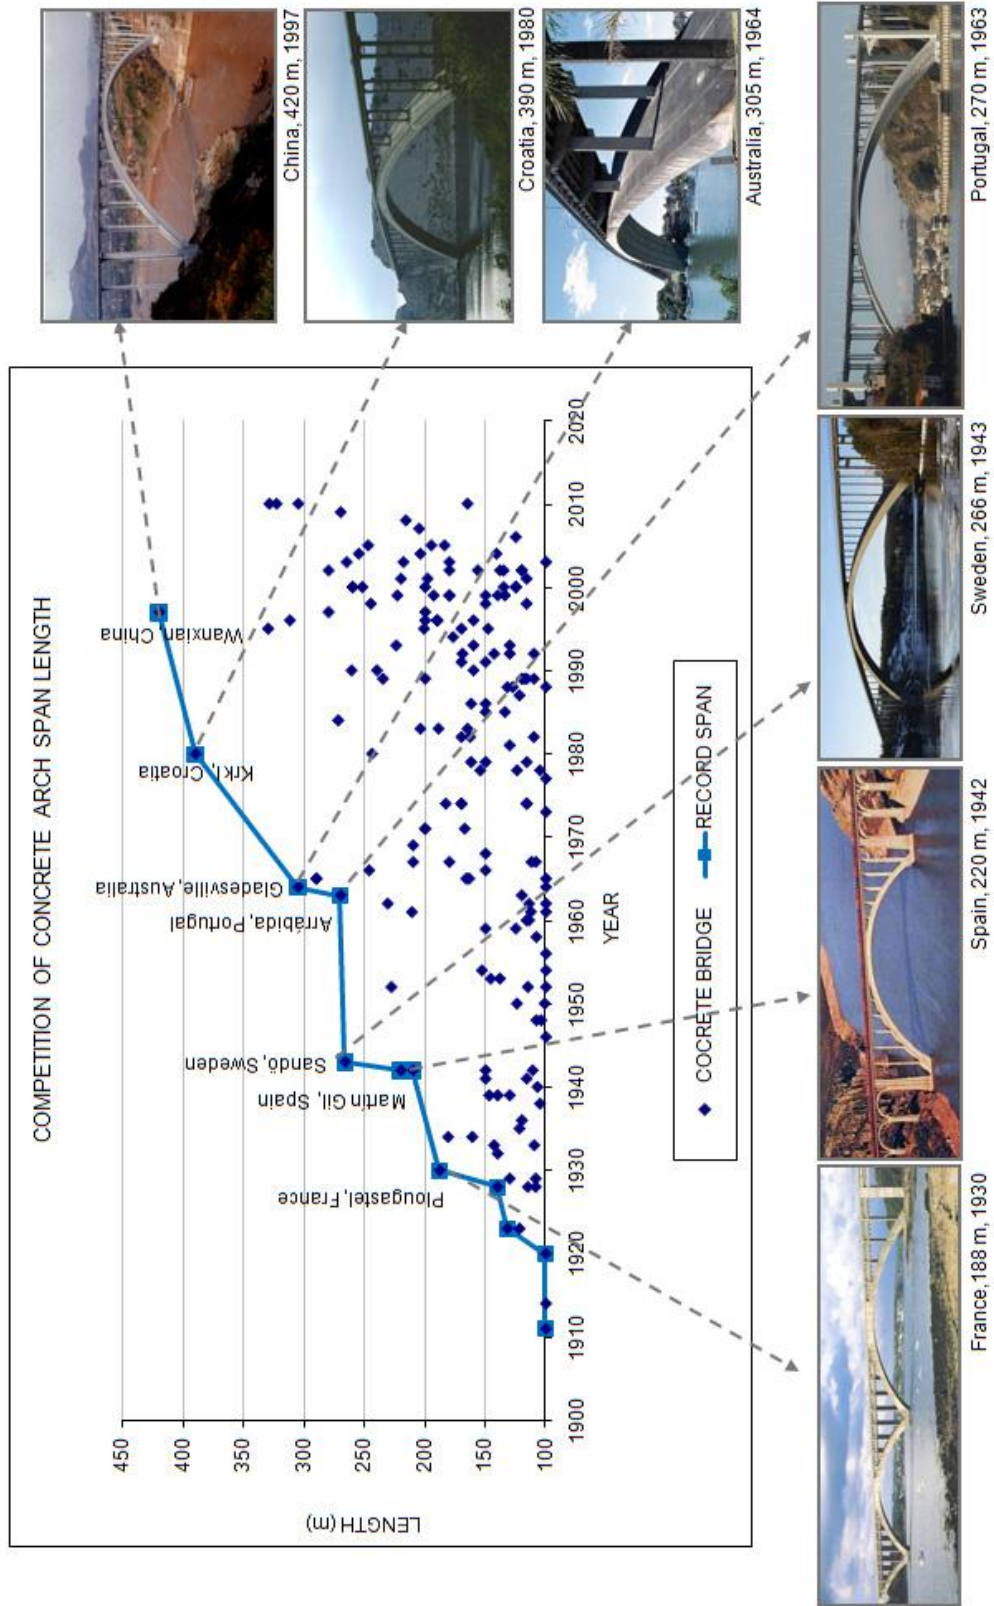 COMPETITION OF CONCRETE ARCH SPAN LENGTH
LENGTH (m)
450
400
350
300
250
200
150
100
1900
1910
1920
1930
1940
1950
1960
1970
1980
1990
2000
2010
2020
YEAR
Plougastel, France
Martín Gil, Spain
Sandö, Sweden
Arrábida, Portugal
Gladesville, Australia
Krk I, Croatia
Wanxian, China
COCRETE BRIDGE
RECORD SPAN
China, 420 m, 1997
Croatia, 390 m, 1980
Australia, 305 m, 1964
France, 188 m, 1930
Spain, 220 m, 1942
Sweden, 266 m, 1943
Portugal, 270 m, 1963